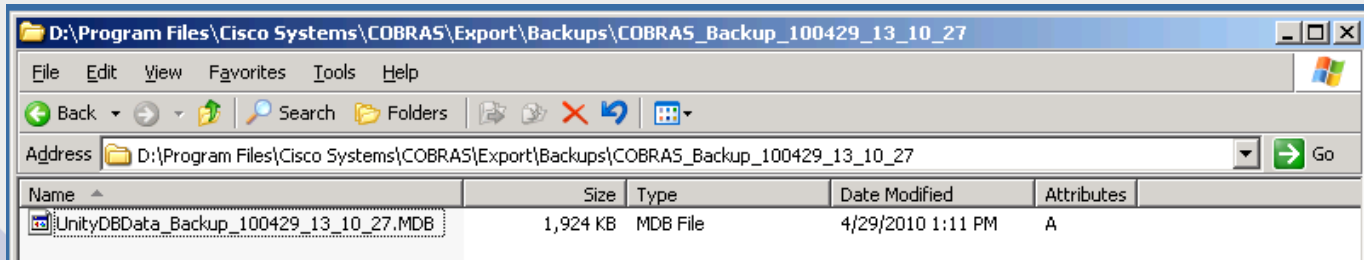 D:\Program Files\Cisco Systems\COBRAS\Export\Backups\COBRAS_Backup_100429_13_10_27
File Edit View Favorites Tools Help
Back Search Folders
Address D:\Program Files\Cisco Systems\COBRAS\Export\Backups\COBRAS_Backup_100429_13_10_27 Go
Name Size Type Date Modified Attributes
UnityDBData_Backup_100429_13_10_27.MDB 1,924 KB MDB File 4/29/2010 1:11 PM A